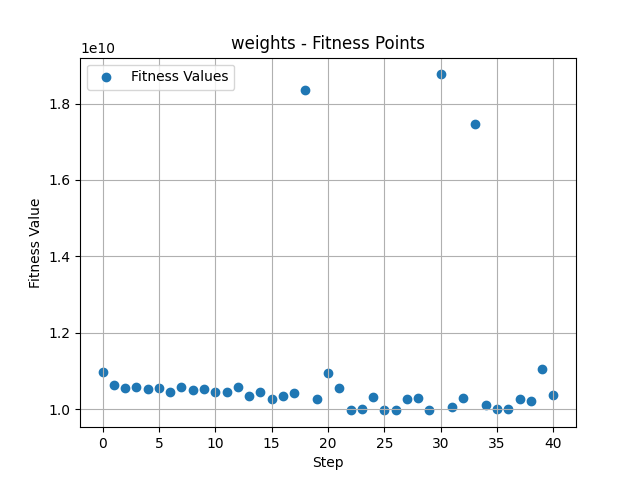 weights - Fitness Points
1e10
Fitness Values
1.8
1.6
1.4
1.2
1.0
Fitness Value
0 5 10 15 20 25 30 35 40
Step